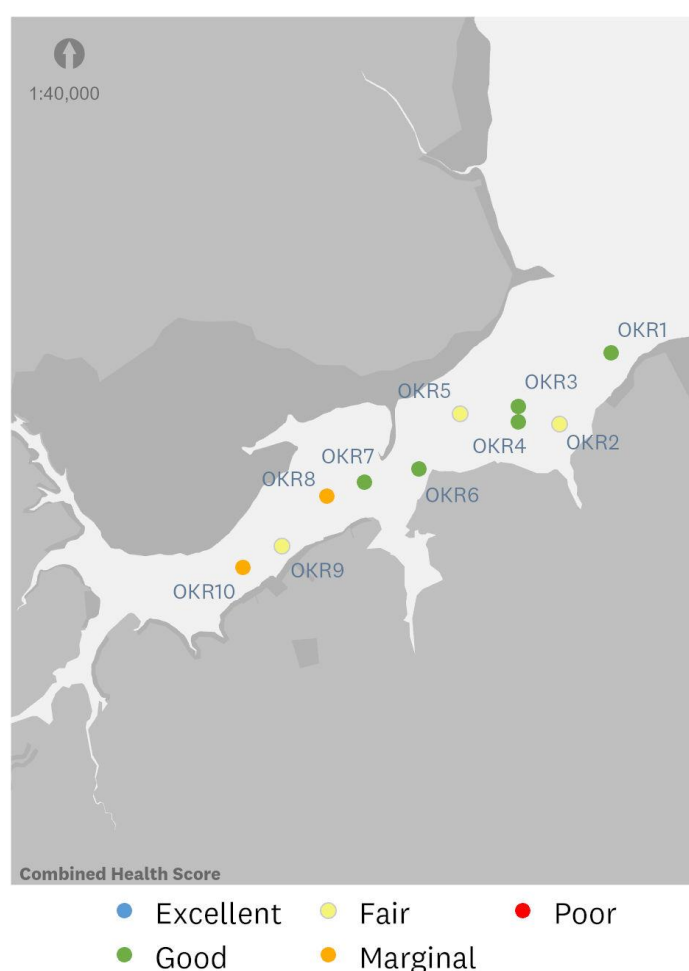 1:40,000
OKR1
OKR3
OKR5
OKR2
OKR4
OKR7
OKR8
OKR6
OKR9
OKR10
Combined Health Score
Excellent Fair Poor
Good Marginal